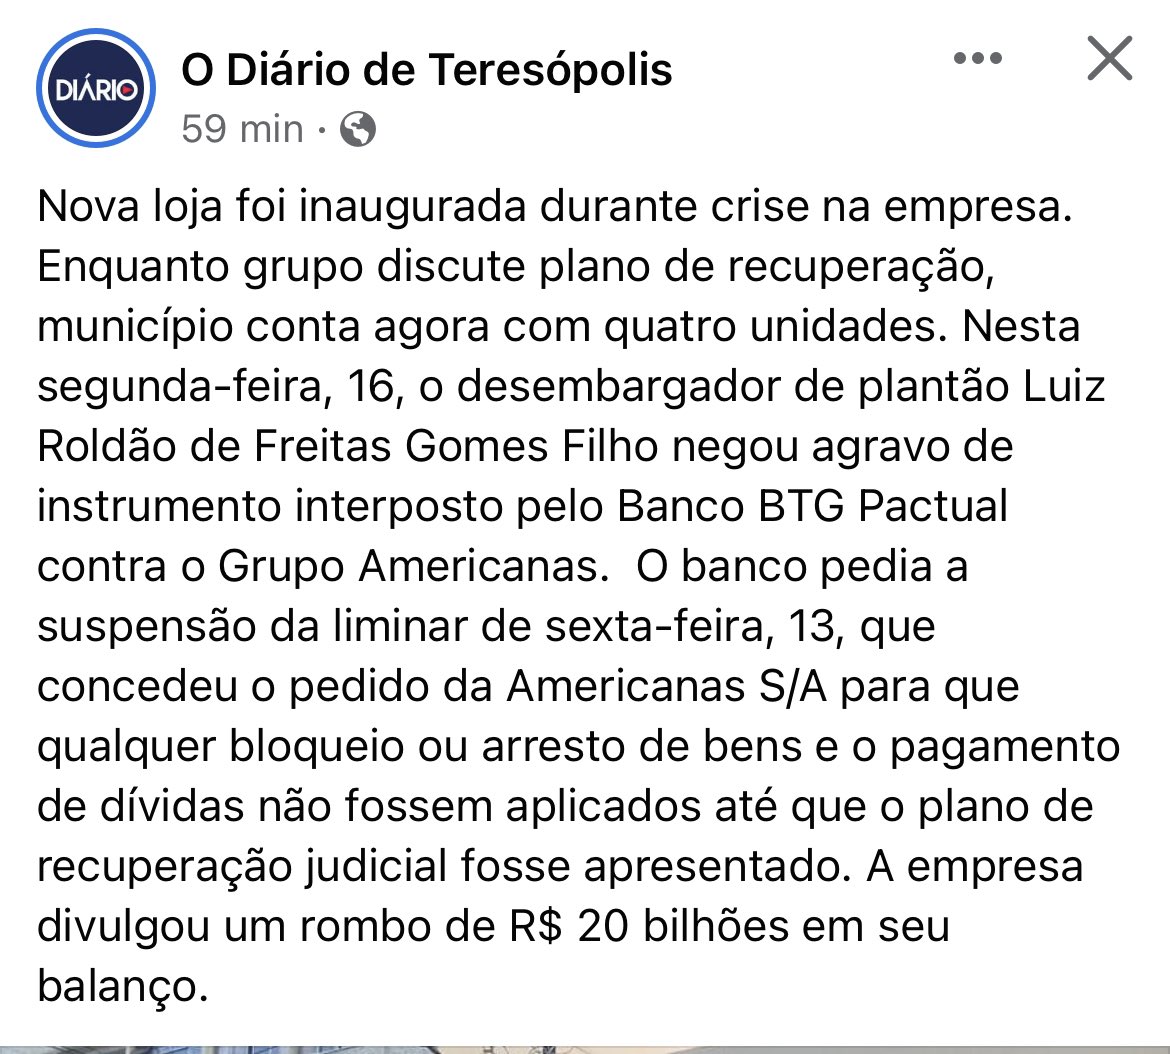 DIÁRIO
O Diário de Teresópolis
59 min ·
Nova loja foi inaugurada durante crise na empresa.
Enquanto grupo discute plano de recuperação,
município conta agora com quatro unidades. Nesta
segunda-feira, 16, o desembargador de plantão Luiz
Roldão de Freitas Gomes Filho negou agravo de
instrumento interposto pelo Banco BTG Pactual
contra o Grupo Americanas.  O banco pedia a
suspensão da liminar de sexta-feira, 13, que
concedeu o pedido da Americanas S/A para que
qualquer bloqueio ou arresto de bens e o pagamento
de dívidas não fossem aplicados até que o plano de
recuperação judicial fosse apresentado. A empresa
divulgou um rombo de R$ 20 bilhões em seu
balanço.